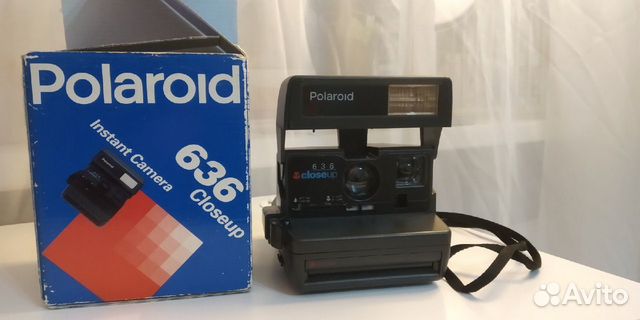 Polaroid
Instant Camera
636
Closeup
Polaroid
636
closeup
Avito